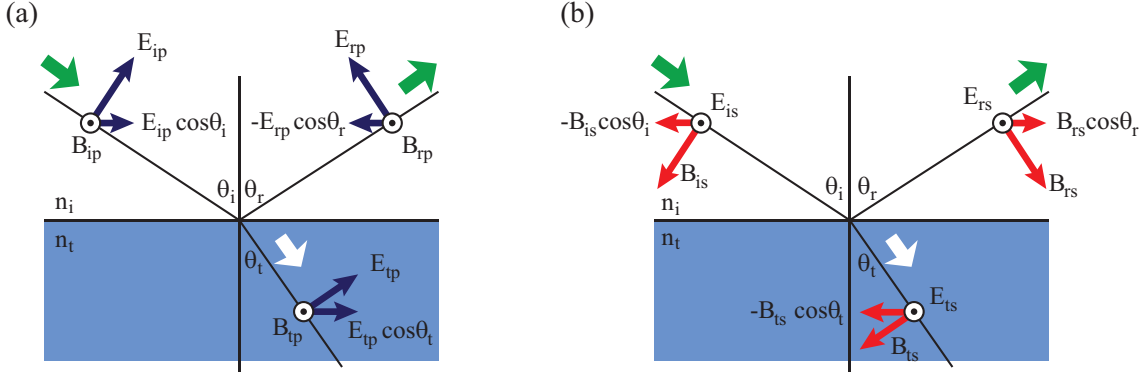 (a)
E_ip
E_rp
E_ip cosθ_i
-E_rp cosθ_r
B_ip
B_rp
θ_i
θ_r
n_i
n_t
θ_t
E_tp
B_tp
E_tp cosθ_t
(b)
E_is
E_rs
-B_is cosθ_i
B_rs cosθ_r
B_is
B_rs
θ_i
θ_r
n_i
n_t
θ_t
E_ts
-B_ts cosθ_t
B_ts